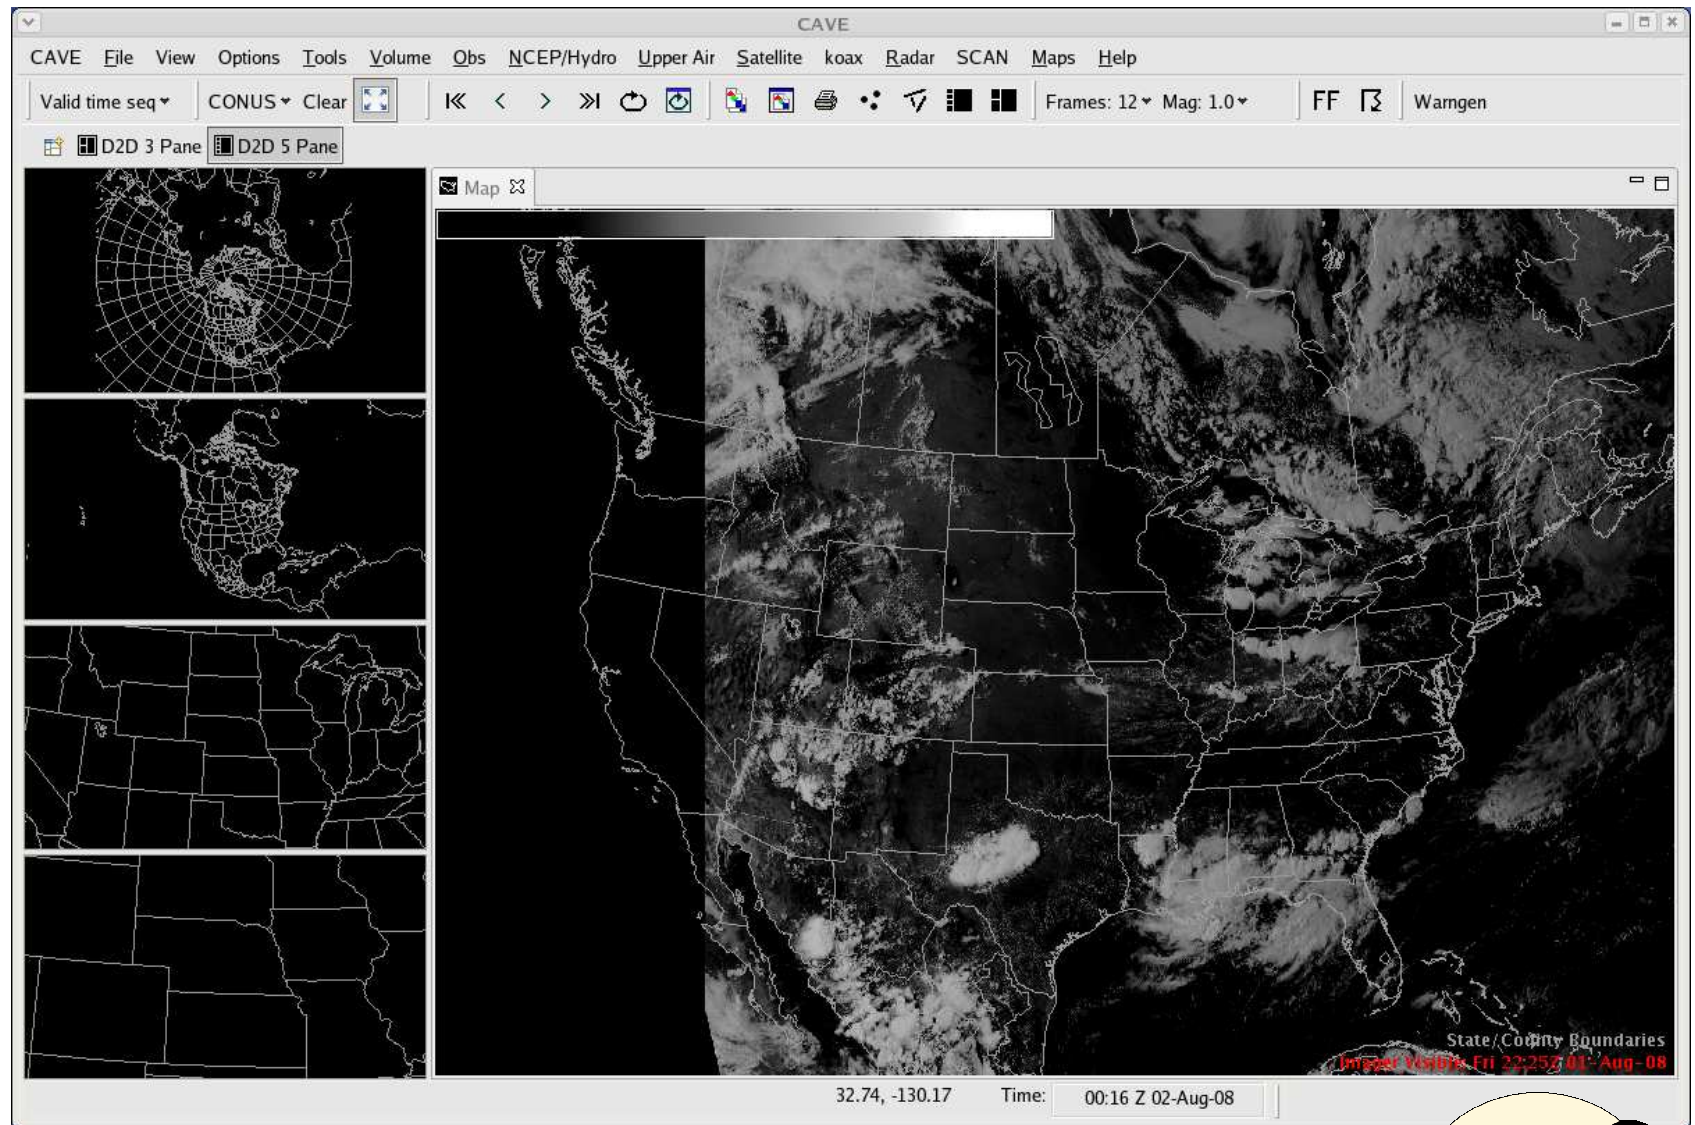 CAVE
CAVE File View Options Tools Volume Obs NCEP/Hydro Upper Air Satellite koax Radar SCAN Maps Help
Valid time seq CONUS Clear Frames: 12 Mag: 1.0 FF Warngen
D2D 3 Pane D2D 5 Pane
Map
State/County Boundaries
Imager Visible Fri 22:25Z 01-Aug-08
32.74, -130.17 Time: 00:16 Z 02-Aug-08